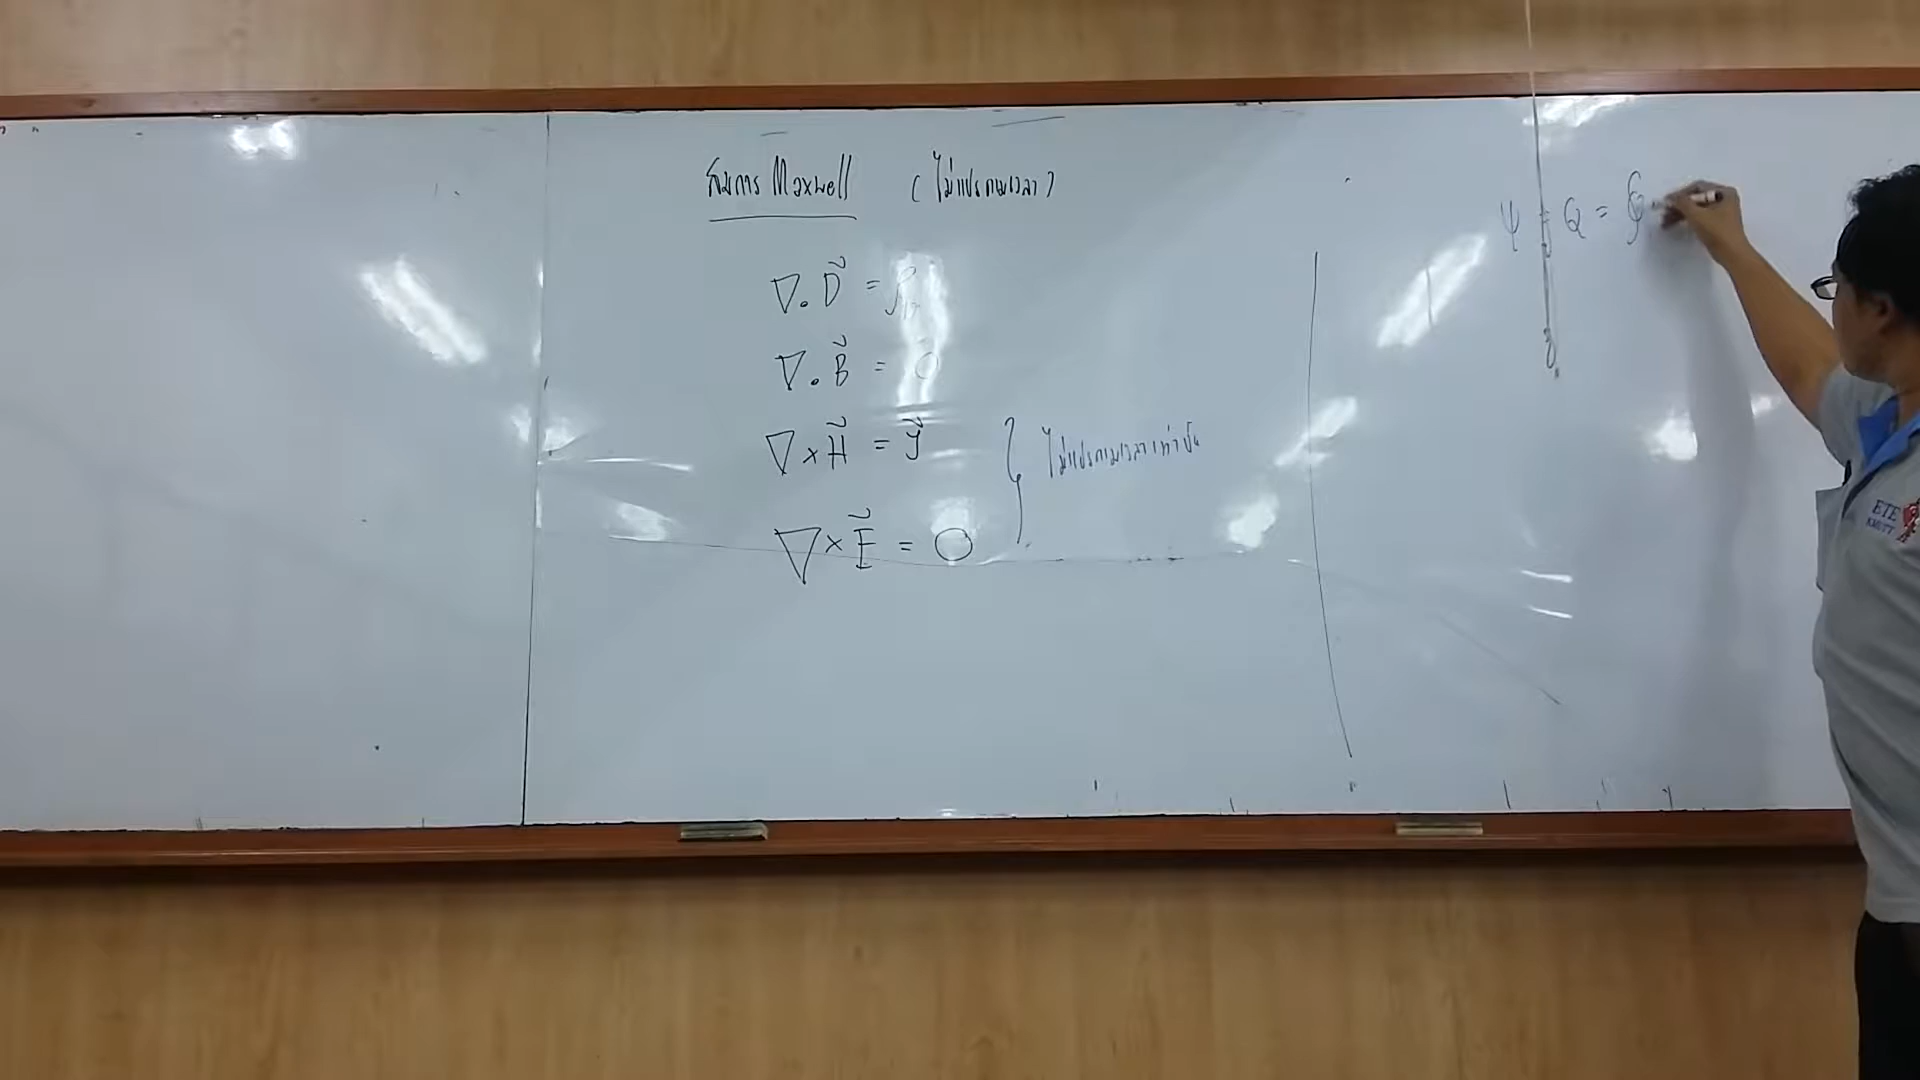 สมการ Maxwell (ไม่แปรตามเวลา)
∇ . D⃗ = ρᵥ
∇ . B⃗ = 0
∇ × H⃗ = J⃗
∇ × E⃗ = 0
ไม่แปรตามเวลาเท่านั้น
ψ = Q = ∮
ETE
KMUTT